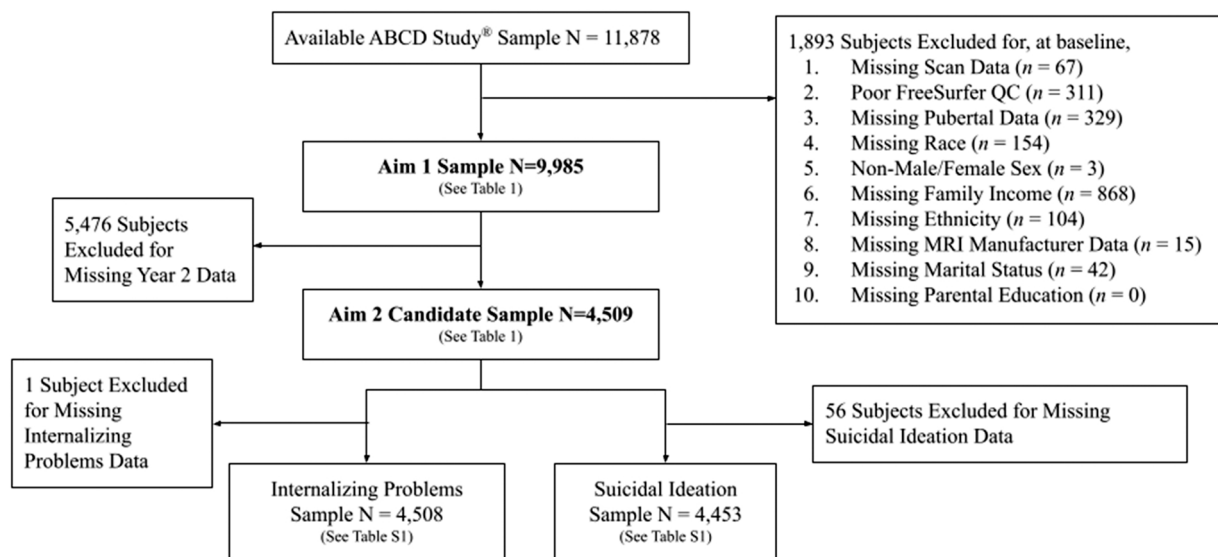 Available ABCD Study® Sample N = 11,878
1,893 Subjects Excluded for, at baseline,
1. Missing Scan Data (n = 67)
2. Poor FreeSurfer QC (n = 311)
3. Missing Pubertal Data (n = 329)
4. Missing Race (n = 154)
5. Non-Male/Female Sex (n = 3)
6. Missing Family Income (n = 868)
7. Missing Ethnicity (n = 104)
8. Missing MRI Manufacturer Data (n = 15)
9. Missing Marital Status (n = 42)
10. Missing Parental Education (n = 0)
Aim 1 Sample N=9,985
(See Table 1)
5,476 Subjects
Excluded for
Missing Year 2 Data
Aim 2 Candidate Sample N=4,509
(See Table 1)
1 Subject Excluded
for Missing
Internalizing
Problems Data
56 Subjects Excluded for Missing
Suicidal Ideation Data
Internalizing Problems
Sample N = 4,508
(See Table S1)
Suicidal Ideation
Sample N = 4,453
(See Table S1)